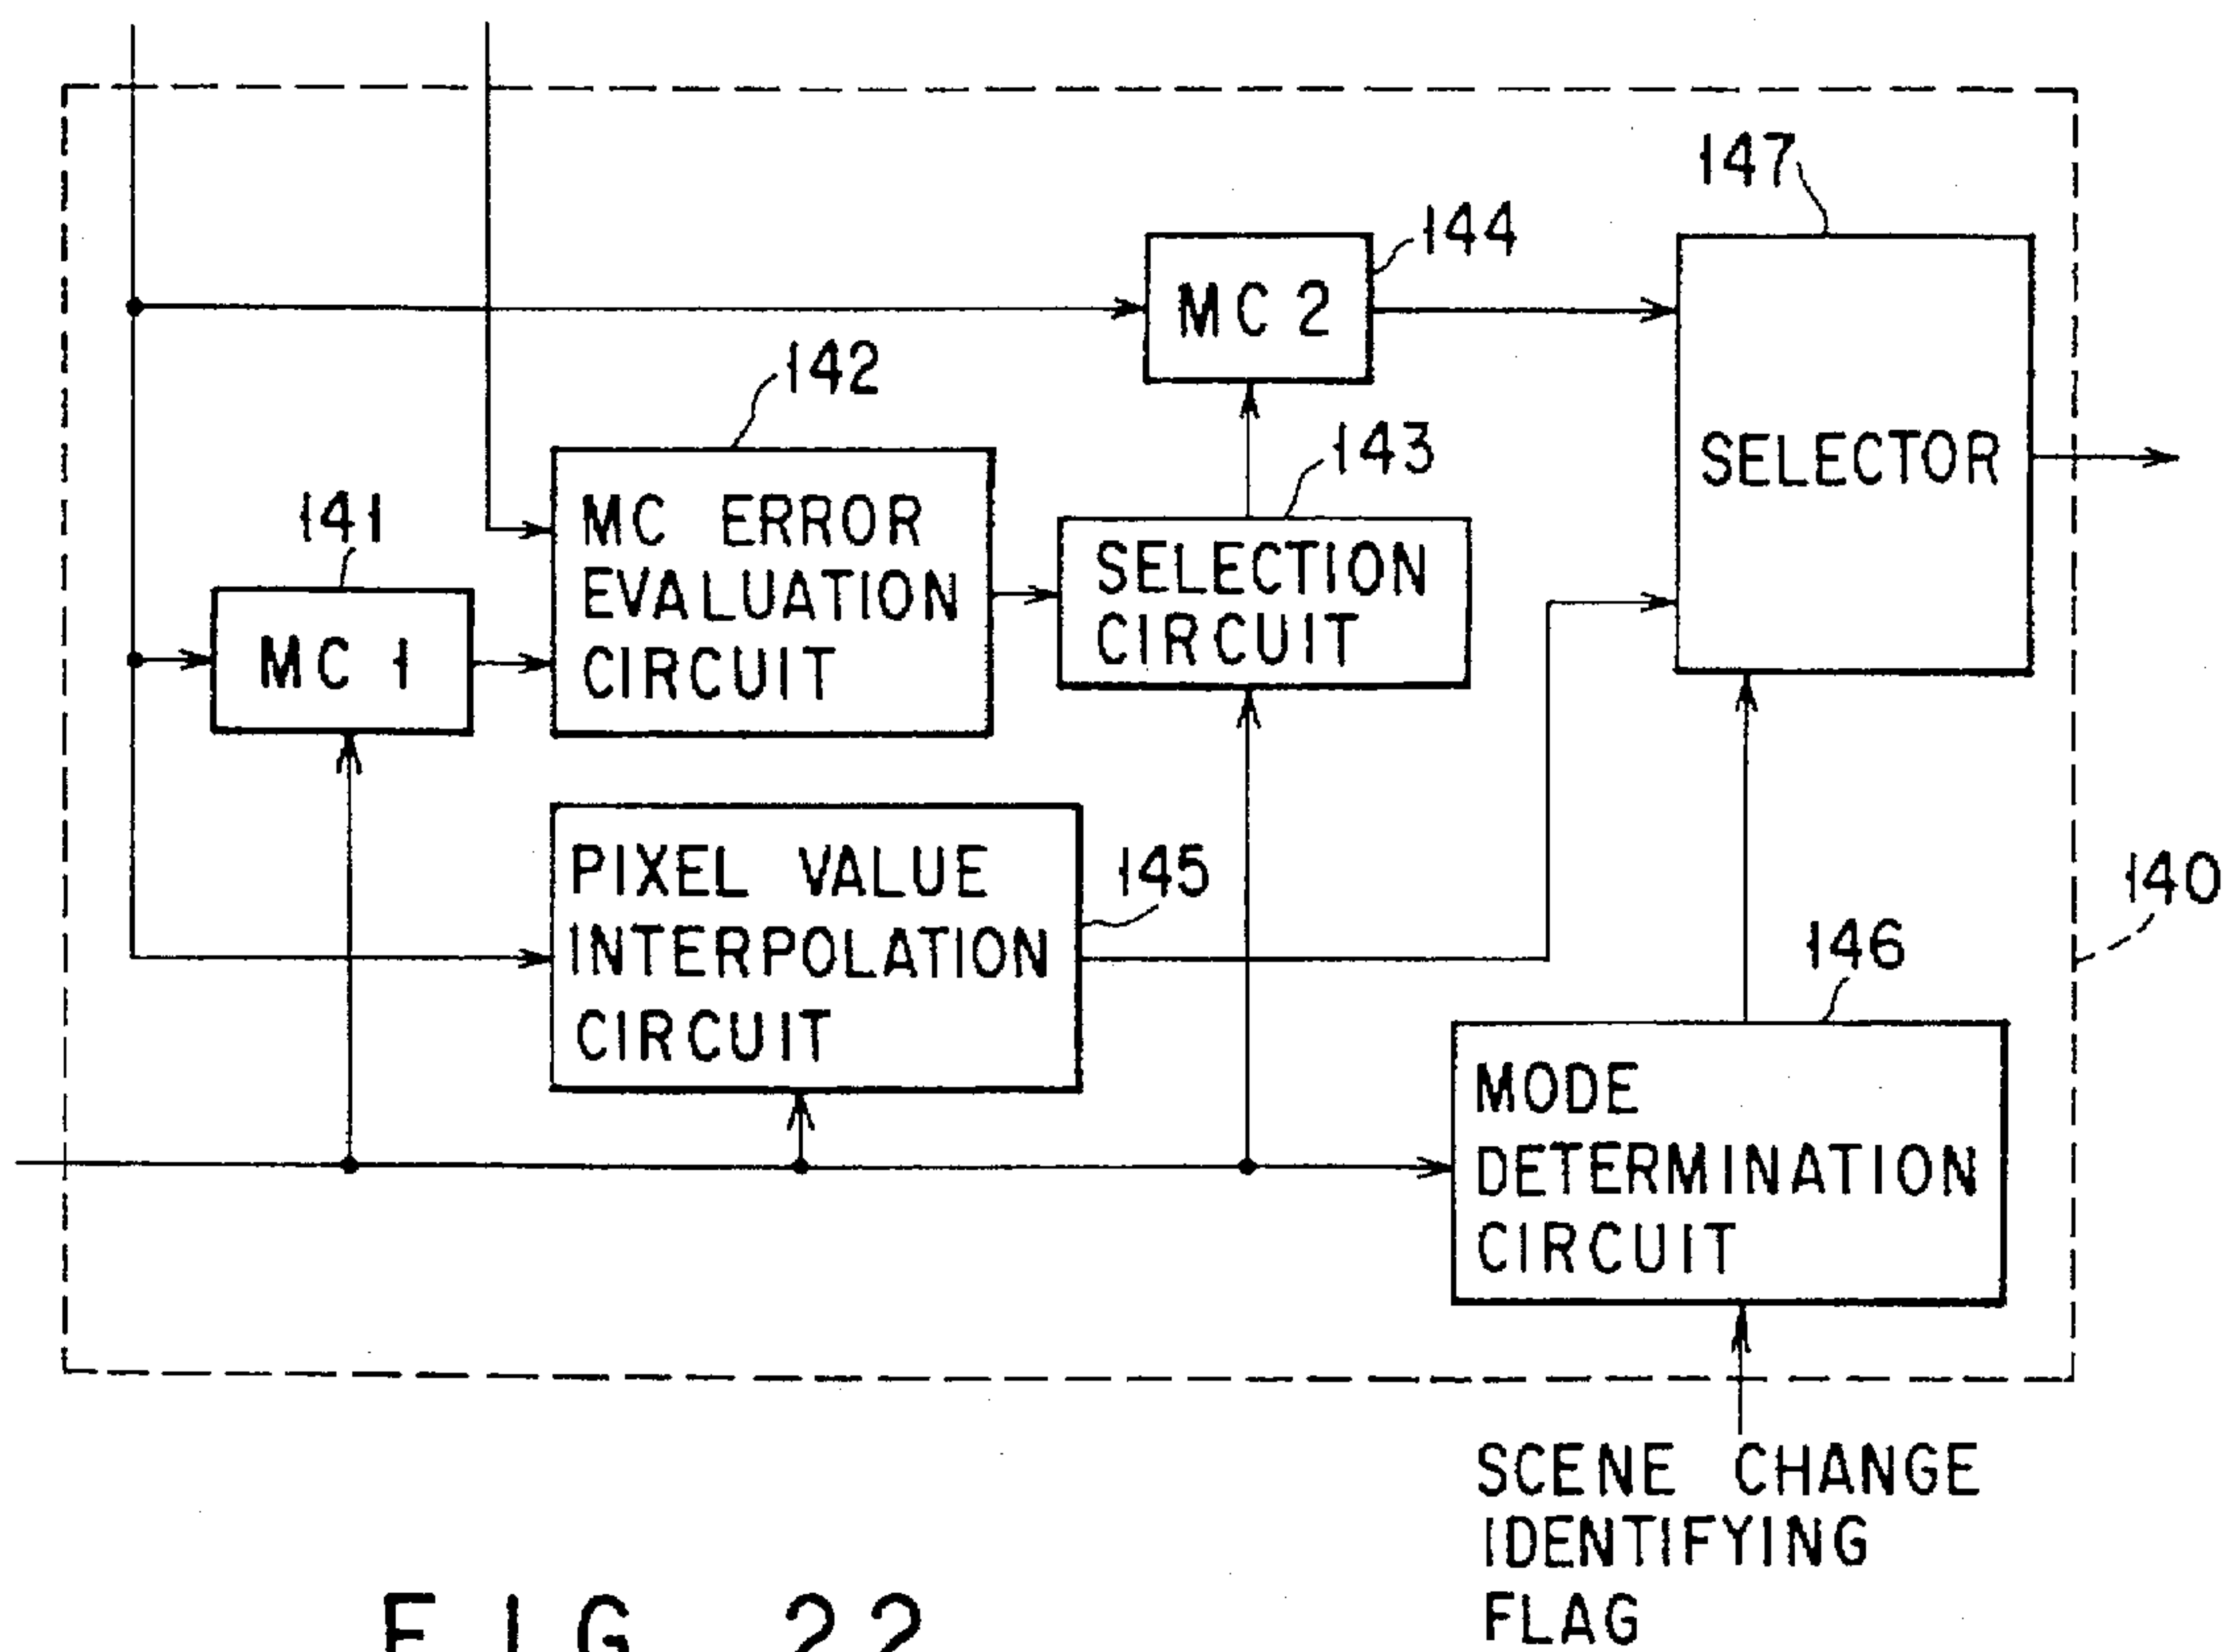 147
144
MC 2
142
SELECTOR
143
141
MC ERROR
EVALUATION
CIRCUIT
SELECTION
CIRCUIT
MC 1
PIXEL VALUE
INTERPOLATION
CIRCUIT
145
140
146
MODE
DETERMINATION
CIRCUIT
SCENE CHANGE
IDENTIFYING
FLAG
FIG. 22